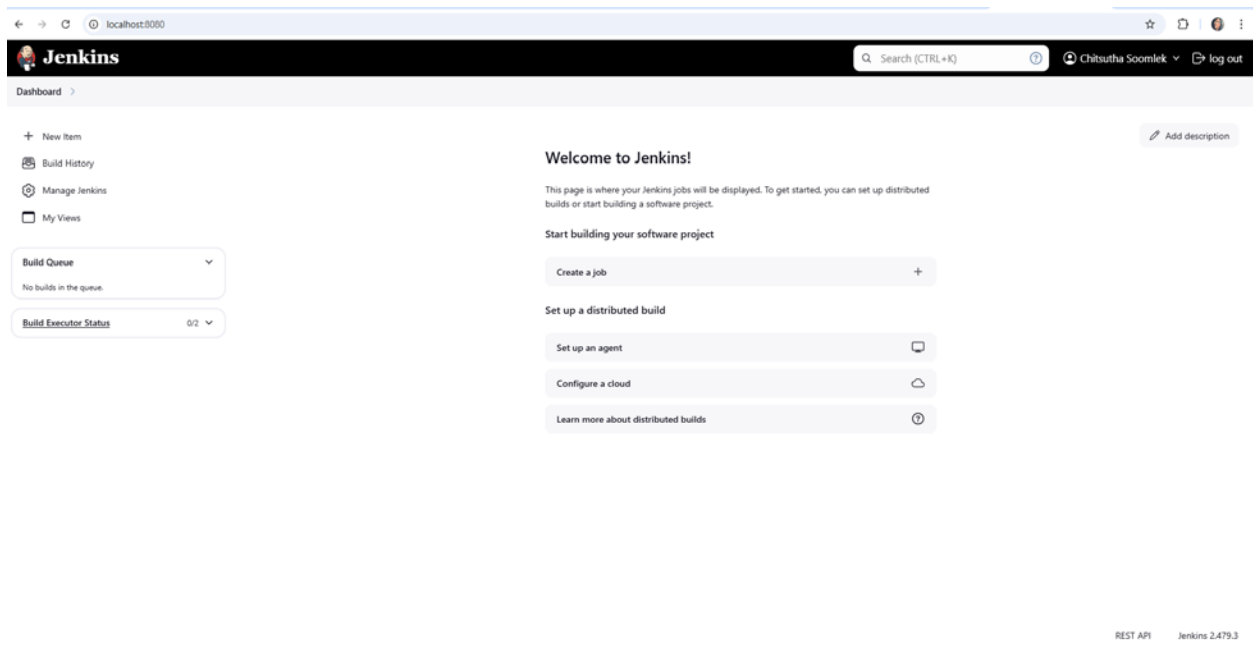 localhost:8080
Jenkins
Search (CTRL+K)
Chitsutha Soomlek
log out
Dashboard
New Item
Build History
Manage Jenkins
My Views
Build Queue
No builds in the queue.
Build Executor Status 0/2
Add description
Welcome to Jenkins!
This page is where your Jenkins jobs will be displayed. To get started, you can set up distributed
builds or start building a software project.
Start building your software project
Create a job
Set up a distributed build
Set up an agent
Configure a cloud
Learn more about distributed builds
REST API Jenkins 2.479.3